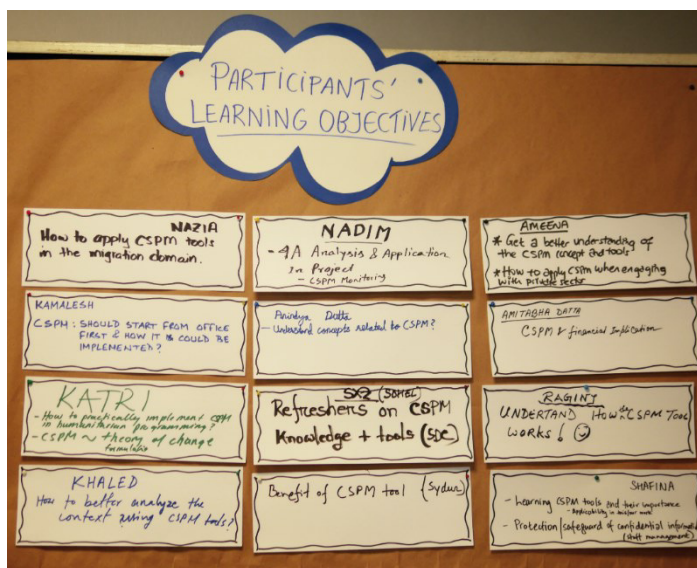 PARTICIPANTS'
LEARNING OBJECTIVES
NAZIA
How to apply CSPM tools
in the migration domain.
NADIM
- 4A Analysis & Application
In Project
- CSPM Monitoring
AMEENA
* Get a better understanding of
the CSPM concept and tools
* How to apply CSPM when engaging
with private sector
KAMALESH
CSPM: SHOULD START FROM OFFICE
FIRST & HOW IT IS COULD BE
IMPLEMENTED?
Anindya Datta
- Understand concepts related to CSPM?
AMITABHA DATTA
CSPM & financial Implication
KATRI
- How to practically implement CSPM
in humanitarian programming?
- CSPM ~ theory of change
formulation
(SOHEL)
Refreshers on CSPM
Knowledge + tools (SDC)
RAGINI
UNDERTAND HOW the CSPM TOOL
WORKS!
KHALED
How to better analyze the
context using CSPM tools?
Benefit of CSPM tool (Sydur)
SHAFINA
- Learning CSPM tools and their importance
- Applicability in
- Protection/safeguard of confidential information
(staff management)